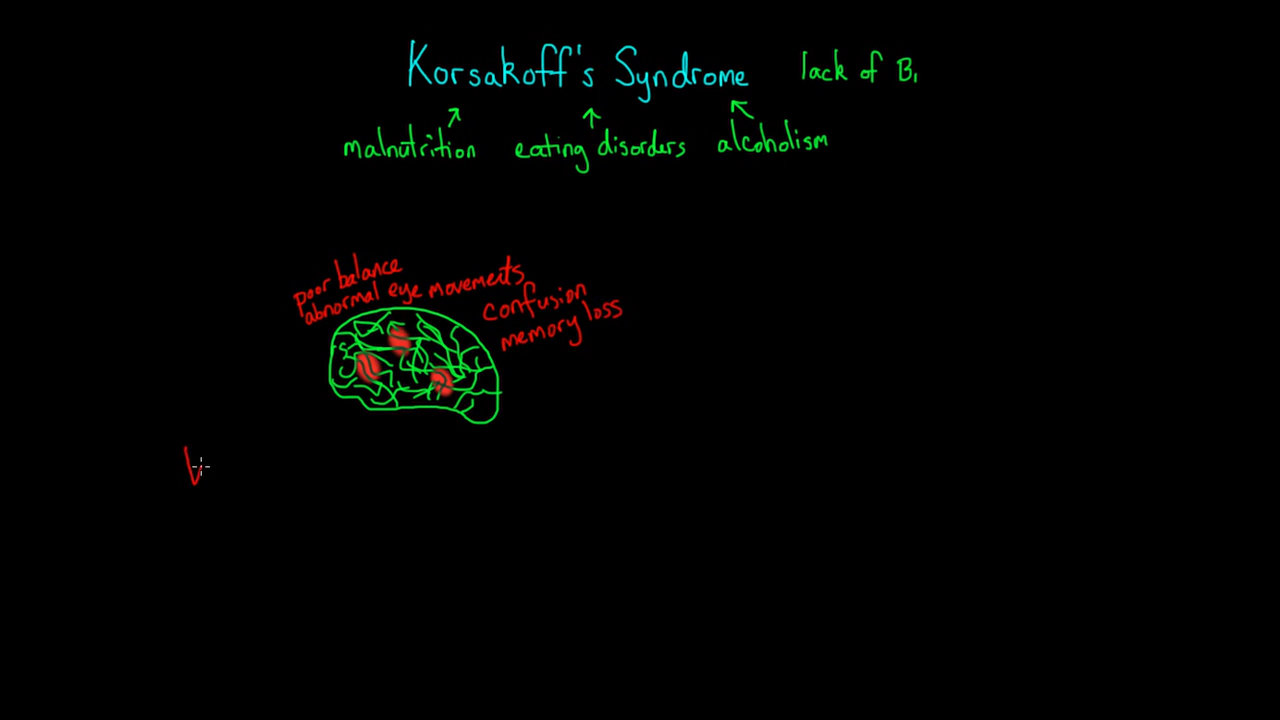 Korsakoff's Syndrome lack of B₁
malnutrition eating disorders alcoholism
poor balance
abnormal eye movements
confusion
memory loss